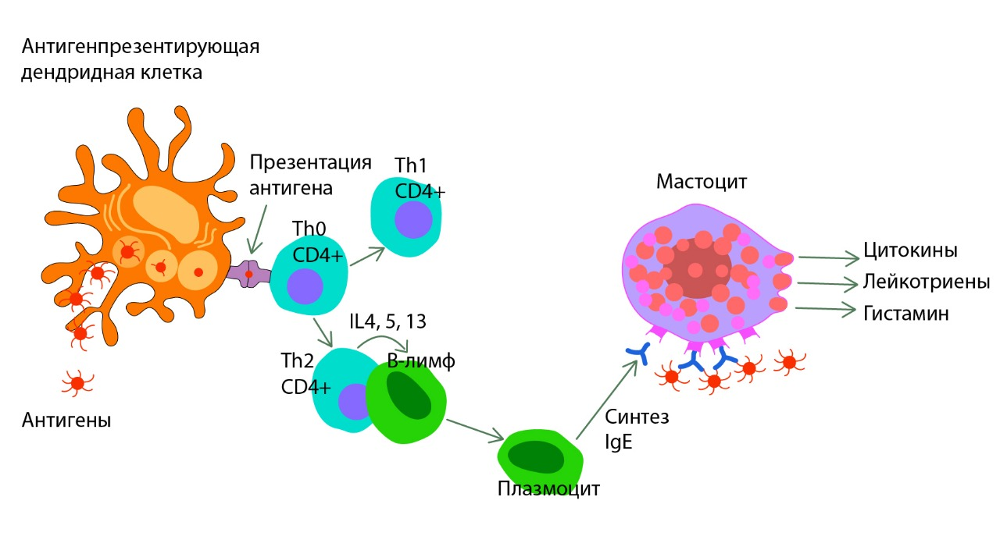 Антигенпрезентирующая
дендридная клетка
Презентация
антигена
Th1
CD4+
Th0
CD4+
IL4, 5, 13
Th2
CD4+
В-лимф
Антигены
Плазмоцит
Синтез
IgE
Мастоцит
Цитокины
Лейкотриены
Гистамин